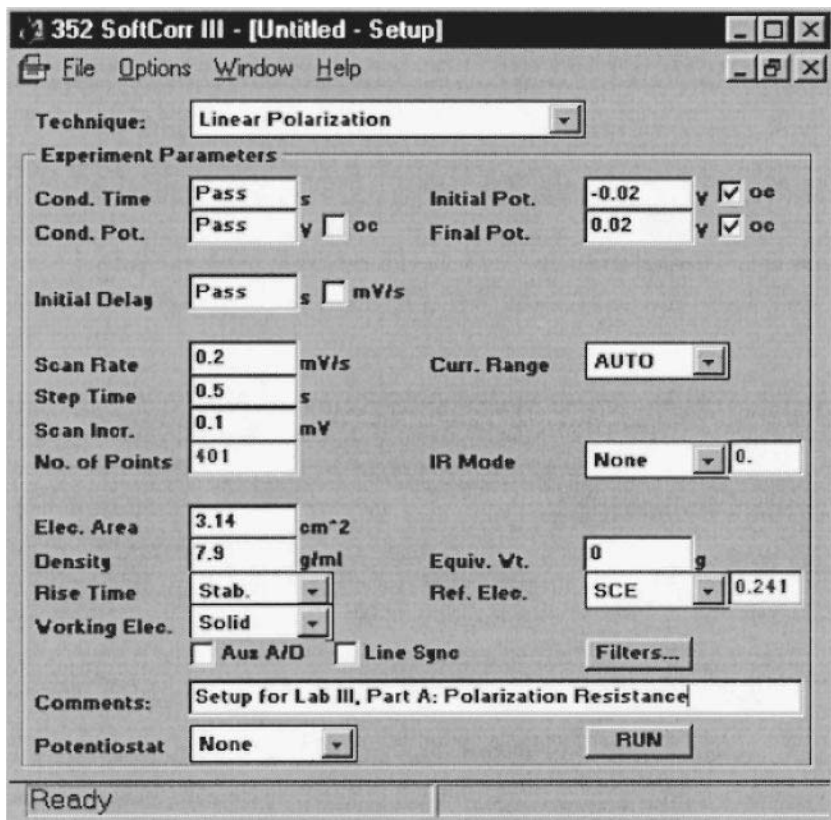 352 SoftCorr III - [Untitled - Setup]
File Options Window Help
Technique: Linear Polarization
Experiment Parameters
Cond. Time Pass s Initial Pot. -0.02 V oc
Cond. Pot. Pass V oc Final Pot. 0.02 V oc
Initial Delay Pass s mV/s
Scan Rate 0.2 mV/s Curr. Range AUTO
Step Time 0.5 s
Scan Incr. 0.1 mV
No. of Points 401 IR Mode None 0.
Elec. Area 3.14 cm^2
Density 7.9 g/ml Equiv. Wt. 0 g
Rise Time Stab. Ref. Elec. SCE 0.241
Working Elec. Solid
Aux A/D Line Sync Filters...
Comments: Setup for Lab III, Part A: Polarization Resistance
Potentiostat None RUN
Ready